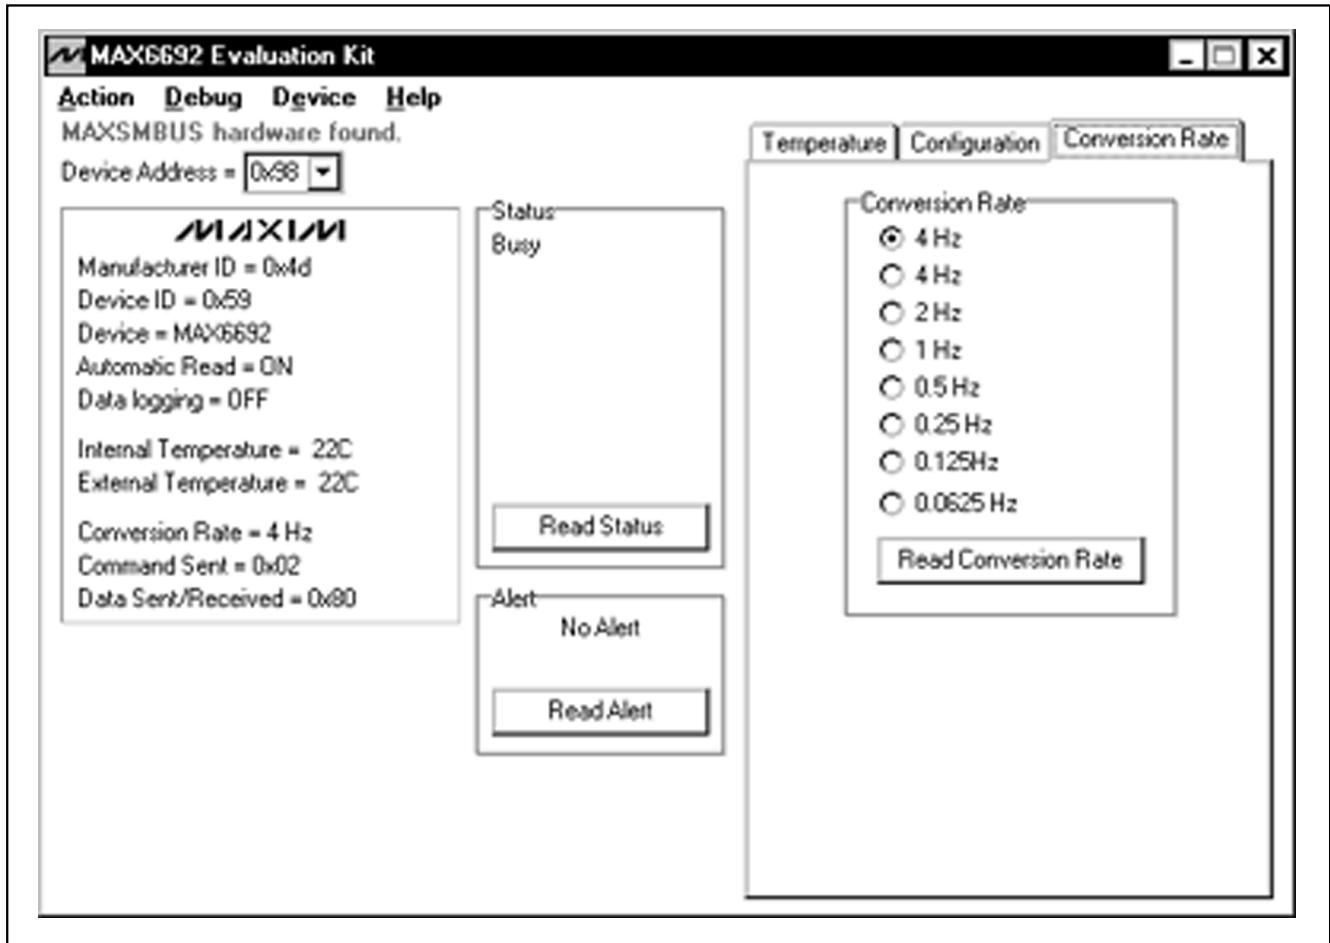 MAX6692 Evaluation Kit
Action Debug Device Help
MAXSMBUS hardware found.
Device Address = 0x98
MAXIM
Manufacturer ID = 0x4d
Device ID = 0x59
Device = MAX6692
Automatic Read = ON
Data logging = OFF
Internal Temperature = 22C
External Temperature = 22C
Conversion Rate = 4 Hz
Command Sent = 0x02
Data Sent/Received = 0x80
Status
Busy
Read Status
Alert
No Alert
Read Alert
Temperature Configuration Conversion Rate
Conversion Rate
4 Hz
4 Hz
2 Hz
1 Hz
0.5 Hz
0.25 Hz
0.125Hz
0.0625 Hz
Read Conversion Rate